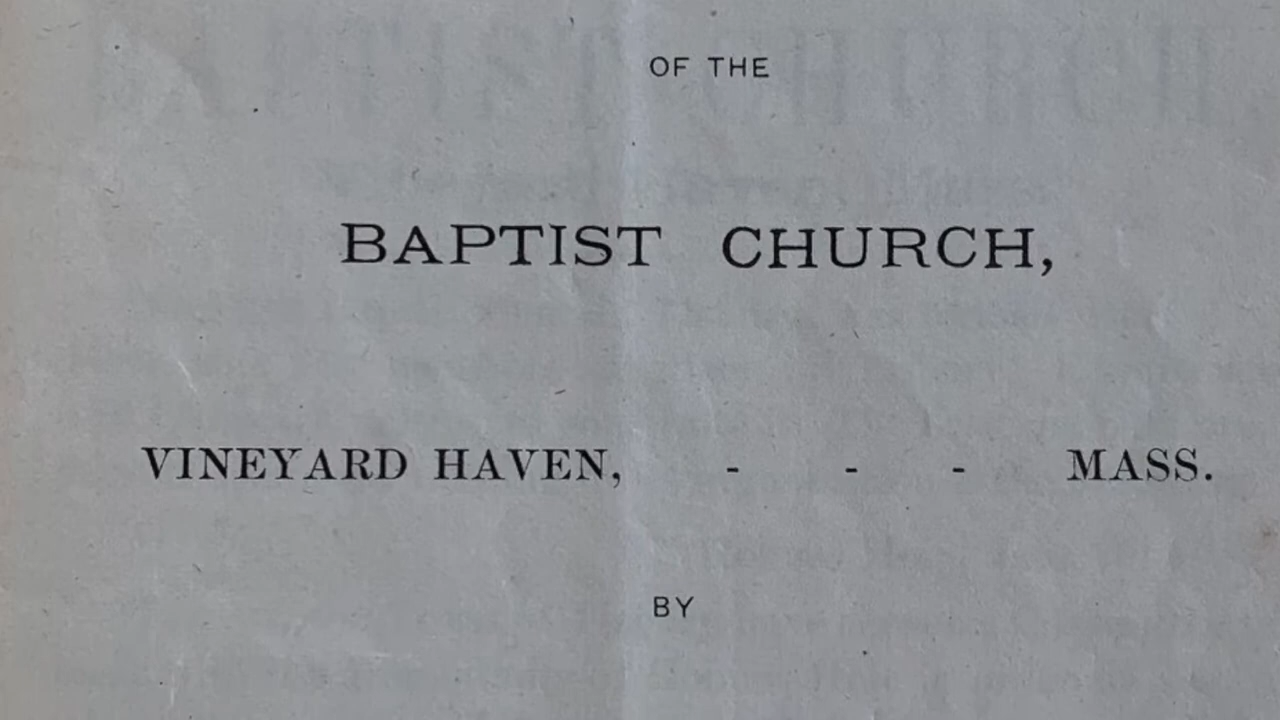 OF THE
BAPTIST CHURCH,
VINEYARD HAVEN, - - - MASS.
BY